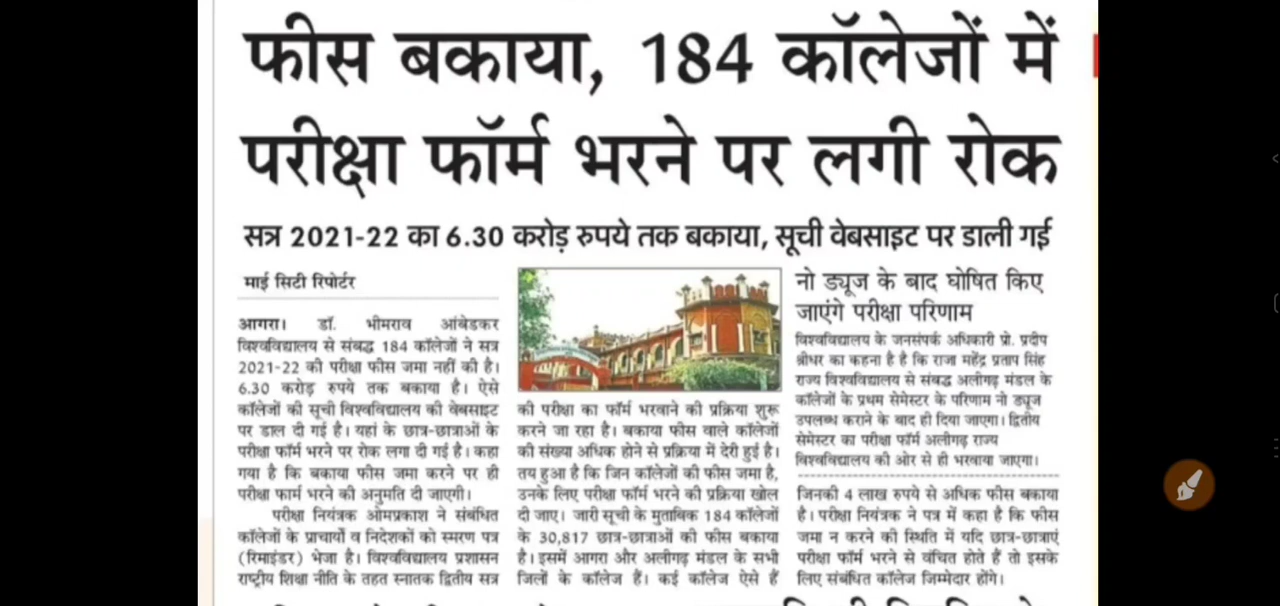 फीस बकाया, 184 कॉलेजों में
परीक्षा फॉर्म भरने पर लगी रोक
सत्र 2021-22 का 6.30 करोड़ रुपये तक बकाया, सूची वेबसाइट पर डाली गई
माई सिटी रिपोर्टर
आगरा। डॉ. भीमराव आंबेडकर
विश्वविद्यालय से संबद्ध 184 कॉलेजों ने सत्र
2021-22 की परीक्षा फीस जमा नहीं की है।
6.30 करोड़ रुपये तक बकाया है। ऐसे
कॉलेजों की सूची विश्वविद्यालय की वेबसाइट
पर डाल दी गई है। यहां के छात्र-छात्राओं के
परीक्षा फॉर्म भरने पर रोक लगा दी गई है। कहा
गया है कि बकाया फीस जमा करने पर ही
परीक्षा फार्म भरने की अनुमति दी जाएगी।
परीक्षा नियंत्रक ओमप्रकाश ने संबंधित
कॉलेजों के प्राचार्यों व निदेशकों को स्मरण पत्र
(रिमाइंडर) भेजा है। विश्वविद्यालय प्रशासन
राष्ट्रीय शिक्षा नीति के तहत स्नातक द्वितीय सत्र
की परीक्षा का फॉर्म भरवाने की प्रक्रिया शुरू
करने जा रहा है। बकाया फीस वाले कॉलेजों
की संख्या अधिक होने से प्रक्रिया में देरी हुई है।
तय हुआ है कि जिन कॉलेजों की फीस जमा है,
उनके लिए परीक्षा फॉर्म भरने की प्रक्रिया खोल
दी जाए। जारी सूची के मुताबिक 184 कॉलेजों
के 30,817 छात्र-छात्राओं की फीस बकाया
है। इसमें आगरा और अलीगढ़ मंडल के सभी
जिलों के कॉलेज हैं। कई कॉलेज ऐसे हैं
नो ड्यूज के बाद घोषित किए
जाएंगे परीक्षा परिणाम
विश्वविद्यालय के जनसंपर्क अधिकारी प्रो. प्रदीप
श्रीधर का कहना है है कि राजा महेंद्र प्रताप सिंह
राज्य विश्वविद्यालय से संबद्ध अलीगढ़ मंडल के
कॉलेजों के प्रथम सेमेस्टर के परिणाम नो ड्यूज
उपलब्ध कराने के बाद ही दिया जाएगा। द्वितीय
सेमेस्टर का परीक्षा फॉर्म अलीगढ़ राज्य
विश्वविद्यालय की ओर से ही भरवाया जाएगा।
जिनकी 4 लाख रुपये से अधिक फीस बकाया
है। परीक्षा नियंत्रक ने पत्र में कहा है कि फीस
जमा न करने की स्थिति में यदि छात्र-छात्राएं
परीक्षा फॉर्म भरने से वंचित होते हैं तो इसके
लिए संबंधित कॉलेज जिम्मेदार होंगे।